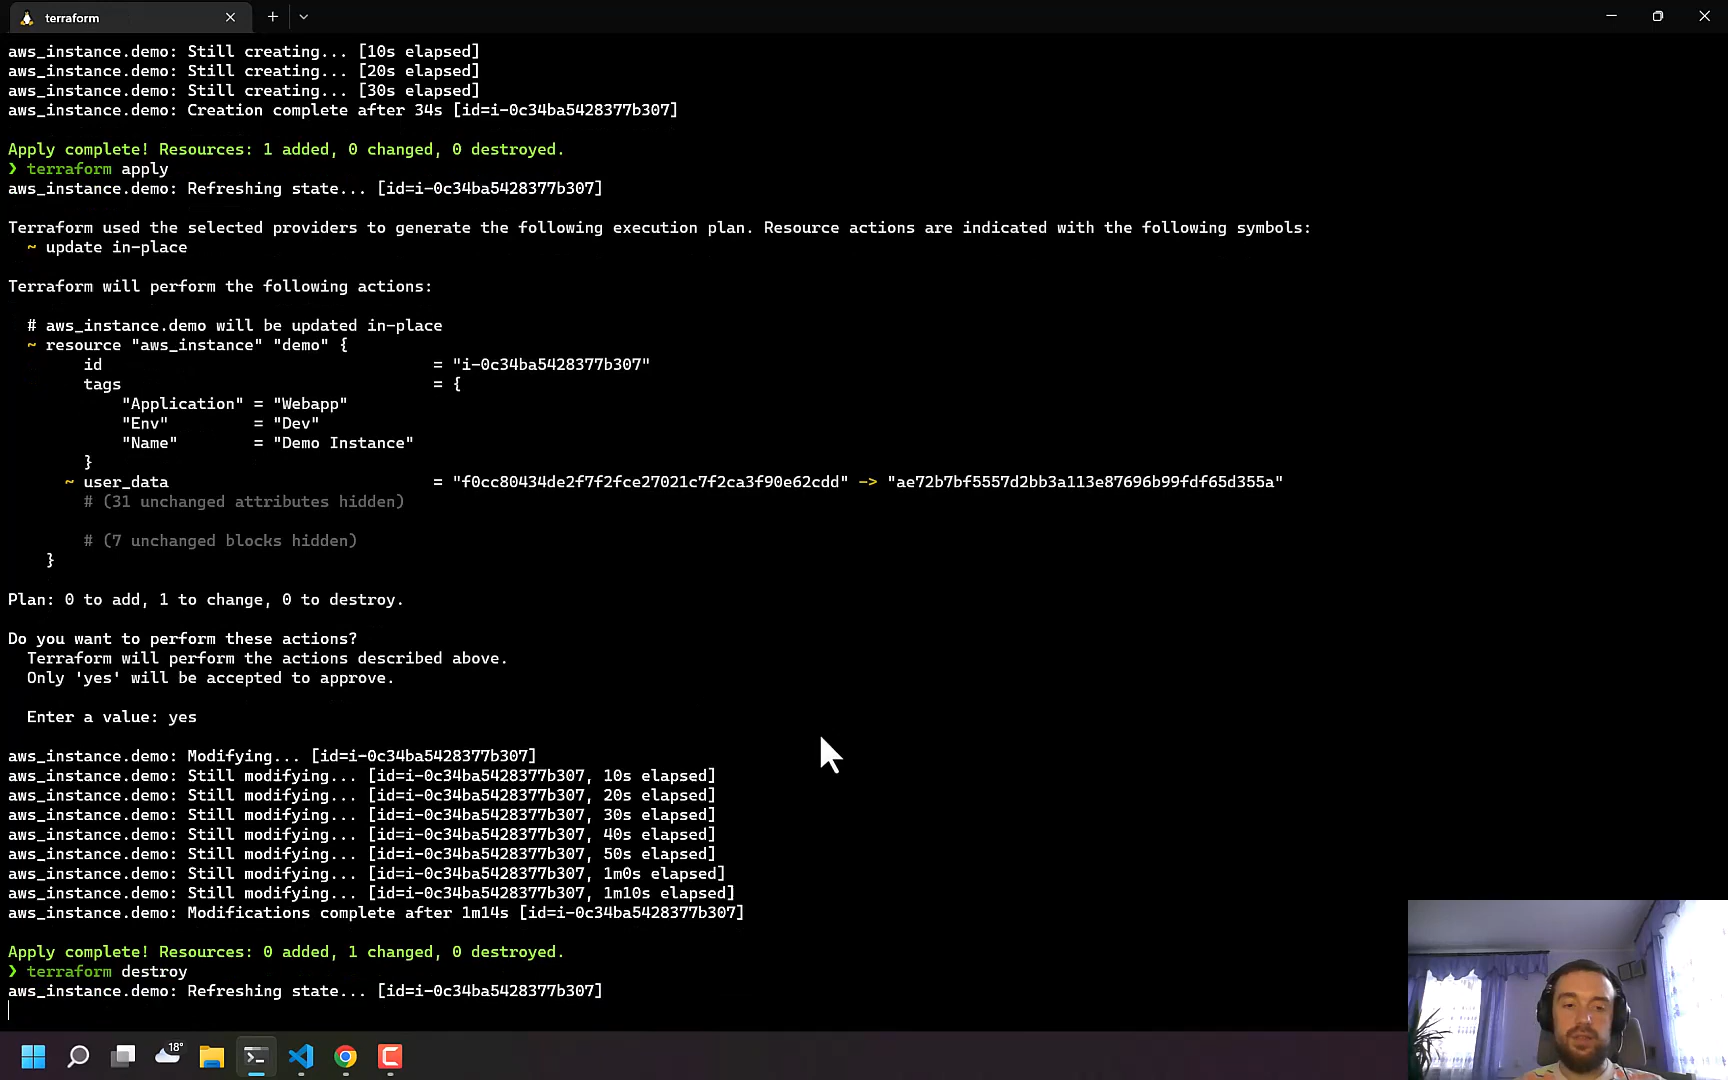 terraform
aws_instance.demo: Still creating... [10s elapsed]
aws_instance.demo: Still creating... [20s elapsed]
aws_instance.demo: Still creating... [30s elapsed]
aws_instance.demo: Creation complete after 34s [id=i-0c34ba5428377b307]
Apply complete! Resources: 1 added, 0 changed, 0 destroyed.
❯ terraform apply
aws_instance.demo: Refreshing state... [id=i-0c34ba5428377b307]
Terraform used the selected providers to generate the following execution plan. Resource actions are indicated with the following symbols:
~ update in-place
Terraform will perform the following actions:
# aws_instance.demo will be updated in-place
~ resource "aws_instance" "demo" {
id = "i-0c34ba5428377b307"
tags = {
"Application" = "Webapp"
"Env" = "Dev"
"Name" = "Demo Instance"
}
~ user_data = "f0cc80434de2f7f2fce27021c7f2ca3f90e62cdd" -> "ae72b7bf5557d2bb3a113e87696b99fdf65d355a"
# (31 unchanged attributes hidden)
# (7 unchanged blocks hidden)
}
Plan: 0 to add, 1 to change, 0 to destroy.
Do you want to perform these actions?
Terraform will perform the actions described above.
Only 'yes' will be accepted to approve.
Enter a value: yes
aws_instance.demo: Modifying... [id=i-0c34ba5428377b307]
aws_instance.demo: Still modifying... [id=i-0c34ba5428377b307, 10s elapsed]
aws_instance.demo: Still modifying... [id=i-0c34ba5428377b307, 20s elapsed]
aws_instance.demo: Still modifying... [id=i-0c34ba5428377b307, 30s elapsed]
aws_instance.demo: Still modifying... [id=i-0c34ba5428377b307, 40s elapsed]
aws_instance.demo: Still modifying... [id=i-0c34ba5428377b307, 50s elapsed]
aws_instance.demo: Still modifying... [id=i-0c34ba5428377b307, 1m0s elapsed]
aws_instance.demo: Still modifying... [id=i-0c34ba5428377b307, 1m10s elapsed]
aws_instance.demo: Modifications complete after 1m14s [id=i-0c34ba5428377b307]
Apply complete! Resources: 0 added, 1 changed, 0 destroyed.
❯ terraform destroy
aws_instance.demo: Refreshing state... [id=i-0c34ba5428377b307]
18°